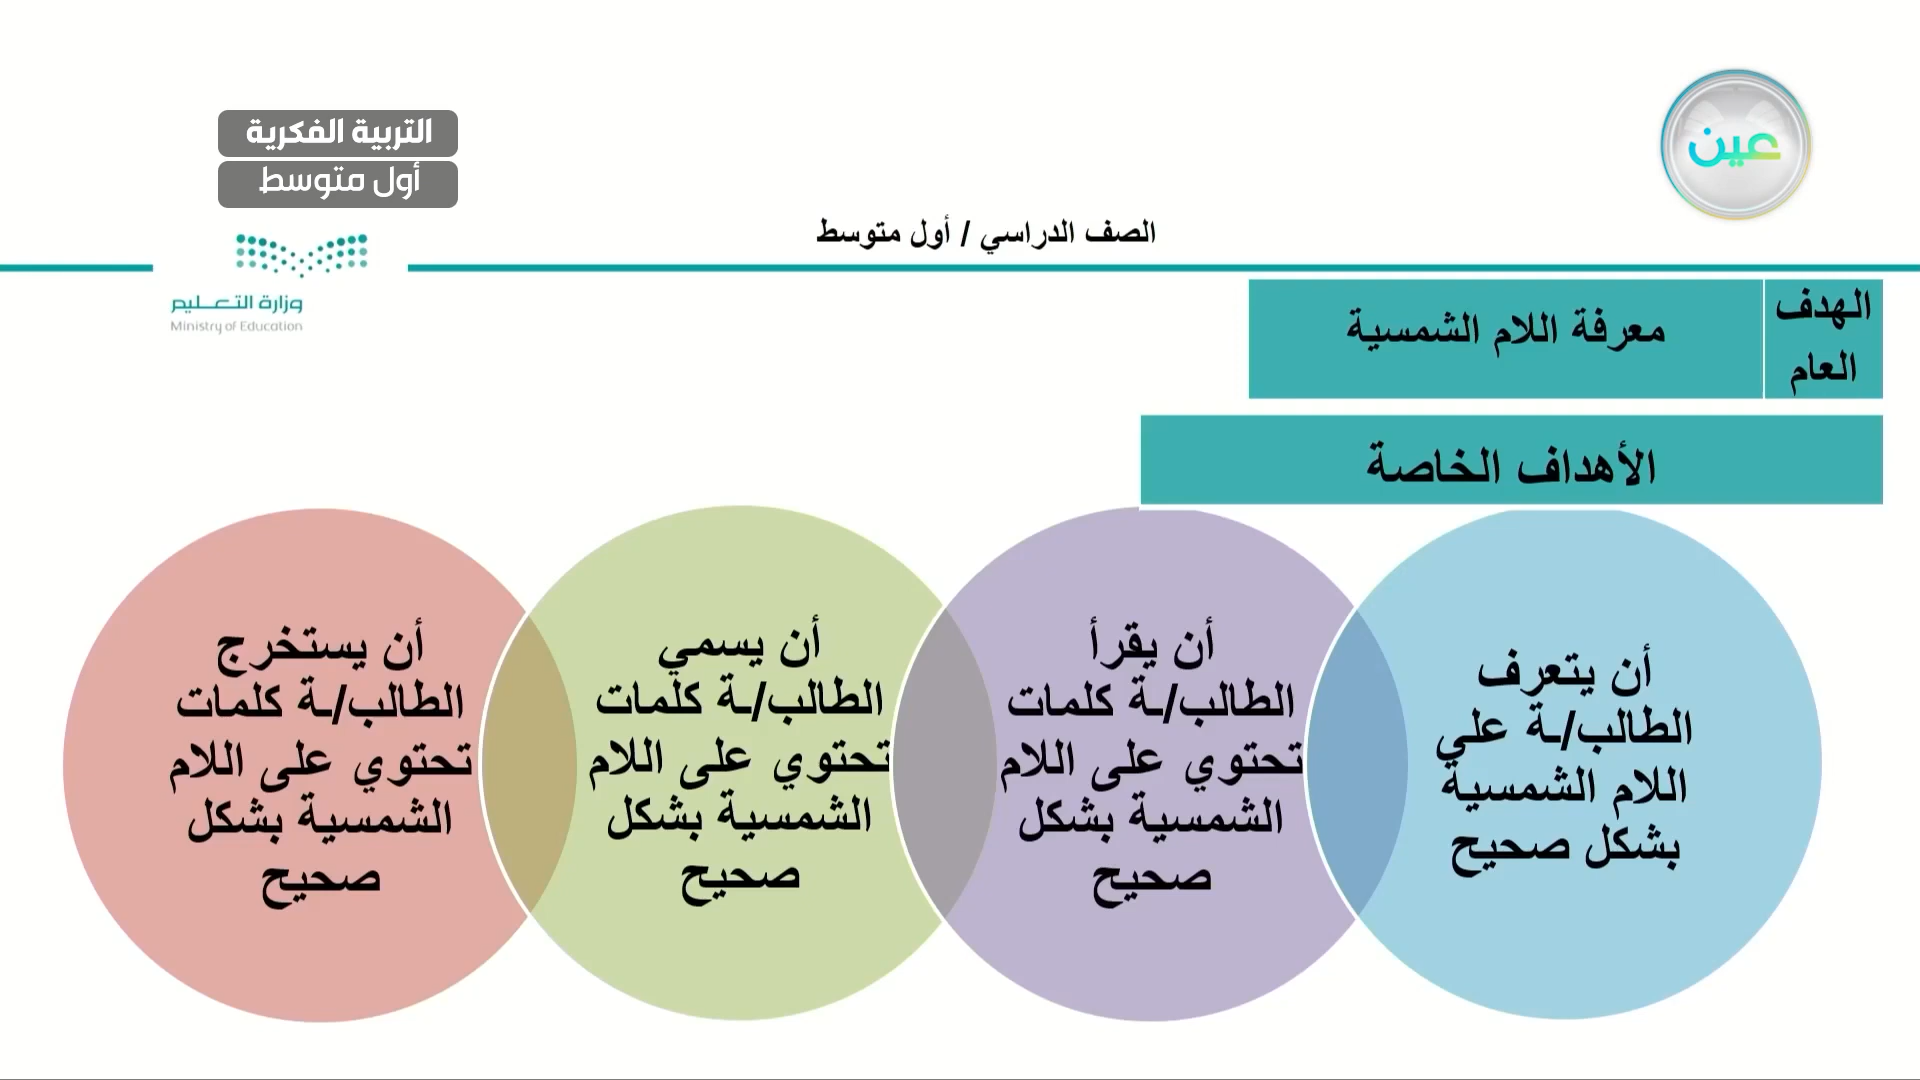 التربية الفكرية
أول متوسط
عين
وزارة التعليم
Ministry of Education
الصف الدراسي / أول متوسط
الهدف
العام
معرفة اللام الشمسية
الأهداف الخاصة
أن يتعرف
الطالب/ـة علي
اللام الشمسية
بشكل صحيح
أن يقرأ
الطالب/ـة كلمات
تحتوي على اللام
الشمسية بشكل
صحيح
أن يسمي
الطالب/ـة كلمات
تحتوي على اللام
الشمسية بشكل
صحيح
أن يستخرج
الطالب/ـة كلمات
تحتوي على اللام
الشمسية بشكل
صحيح